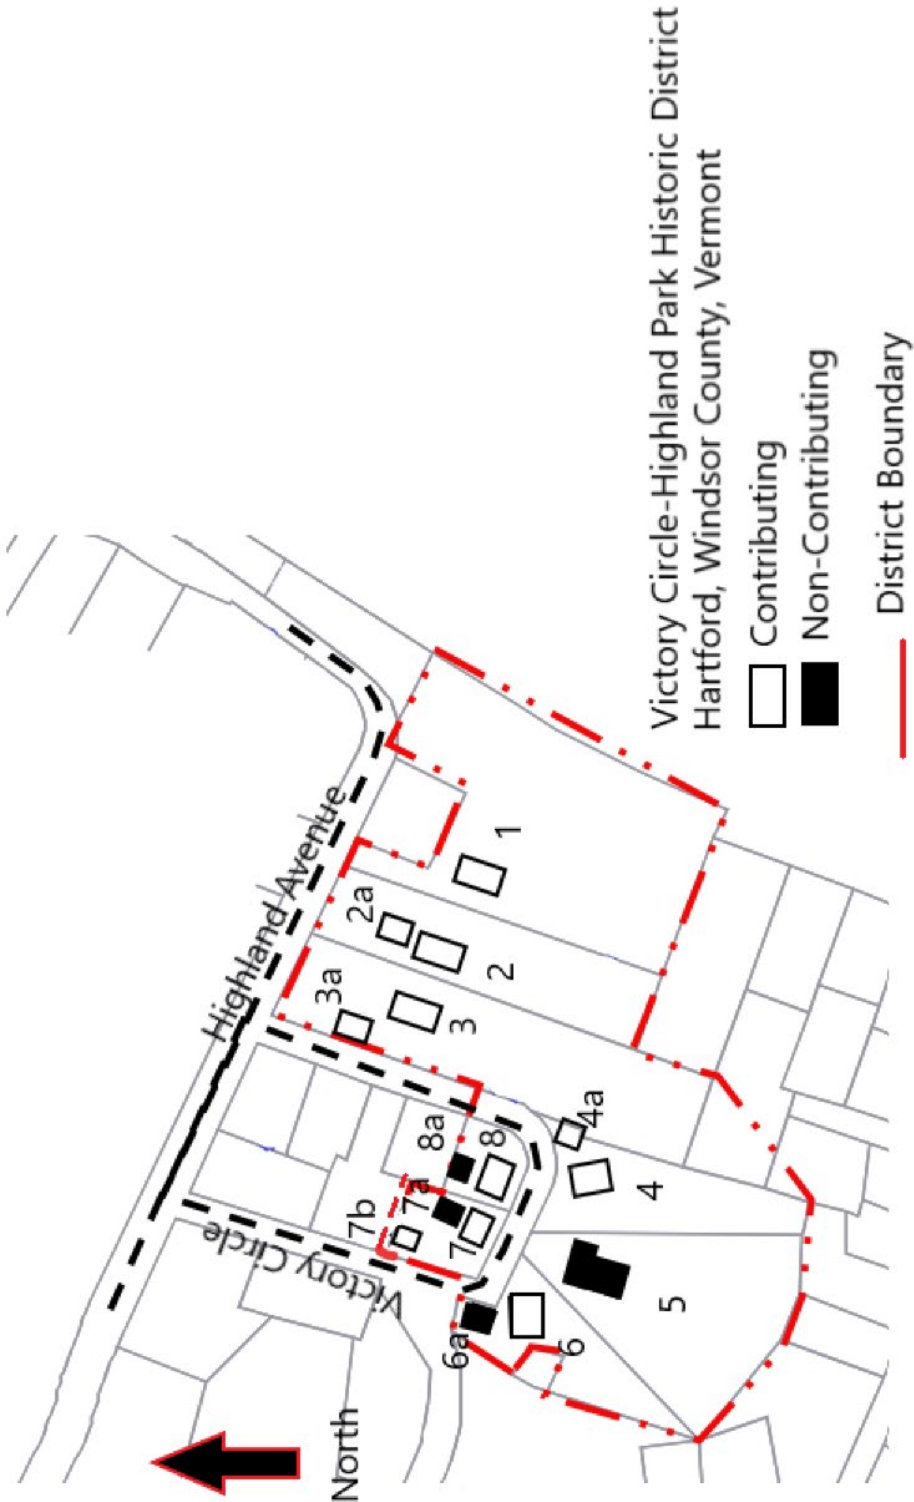 Highland Avenue
Victory Circle
1
2a
2
3a
3
4a
4
5
6a
6
7b
7a
7
8a
8
North
Victory Circle-Highland Park Historic District
Hartford, Windsor County, Vermont
Contributing
Non-Contributing
District Boundary